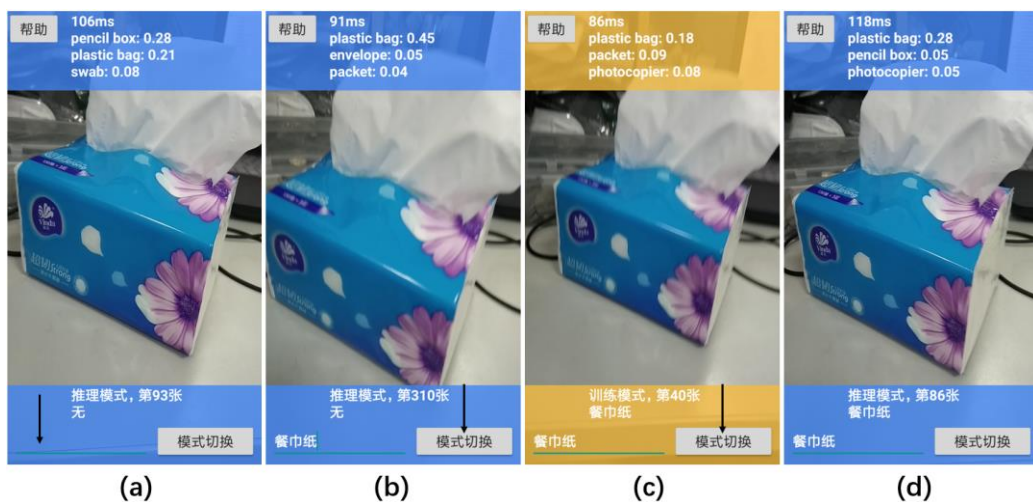 帮助
106ms
pencil box: 0.28
plastic bag: 0.21
swab: 0.08
Vinda
推理模式，第93张
无
模式切换
(a)
帮助
91ms
plastic bag: 0.45
envelope: 0.05
packet: 0.04
Vinda
推理模式，第310张
无
餐巾纸
模式切换
(b)
帮助
86ms
plastic bag: 0.18
packet: 0.09
photocopier: 0.08
Vinda
训练模式，第40张
餐巾纸
餐巾纸
模式切换
(c)
帮助
118ms
plastic bag: 0.28
pencil box: 0.05
photocopier: 0.05
Vinda
推理模式，第86张
餐巾纸
餐巾纸
模式切换
(d)